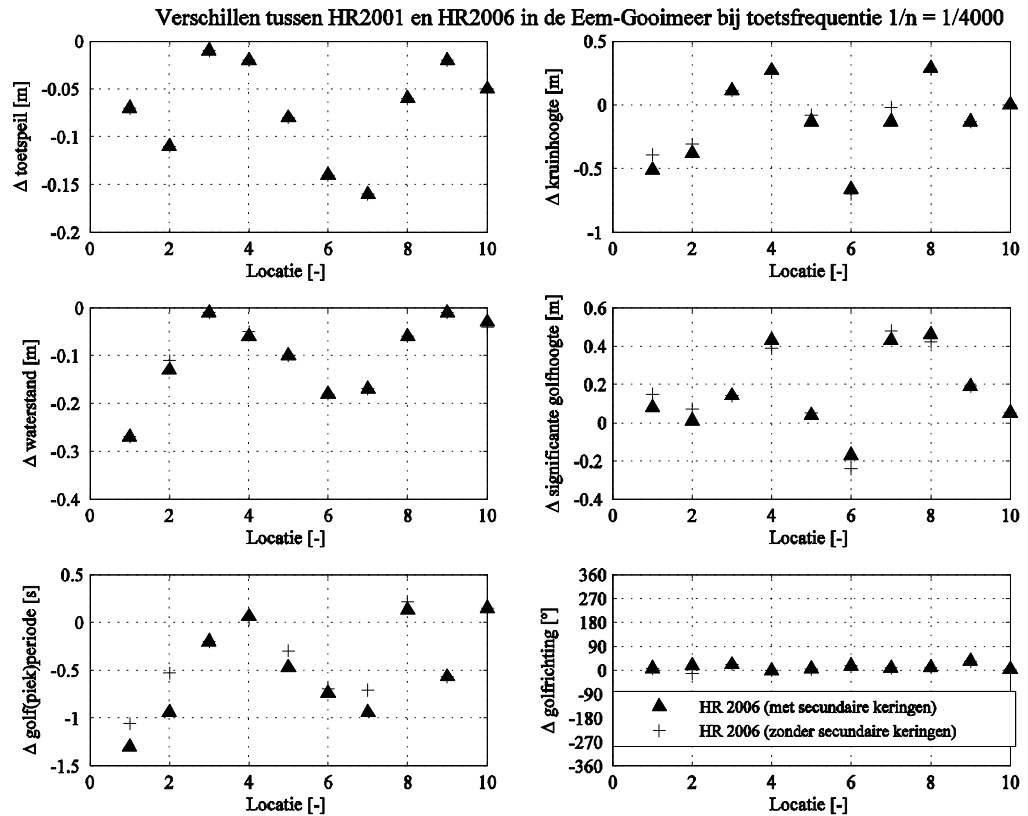 Verschillen tussen HR2001 en HR2006 in de Eem-Gooimeer bij toetsfrequentie 1/n = 1/4000
Δ toetspeil [m]
0
-0.05
-0.1
-0.15
-0.2
0 2 4 6 8 10
Locatie [-]
Δ kruinhoogte [m]
0.5
0
-0.5
-1
0 2 4 6 8 10
Locatie [-]
Δ waterstand [m]
0
-0.1
-0.2
-0.3
-0.4
0 2 4 6 8 10
Locatie [-]
Δ significante golfhoogte [m]
0.6
0.4
0.2
0
-0.2
-0.4
0 2 4 6 8 10
Locatie [-]
Δ golf(piek)periode [s]
0.5
0
-0.5
-1
-1.5
0 2 4 6 8 10
Locatie [-]
Δ golfrichting [°]
360
270
180
90
0
-90
-180
-270
-360
HR 2006 (met secundaire keringen)
HR 2006 (zonder secundaire keringen)
0 2 4 6 8 10
Locatie [-]